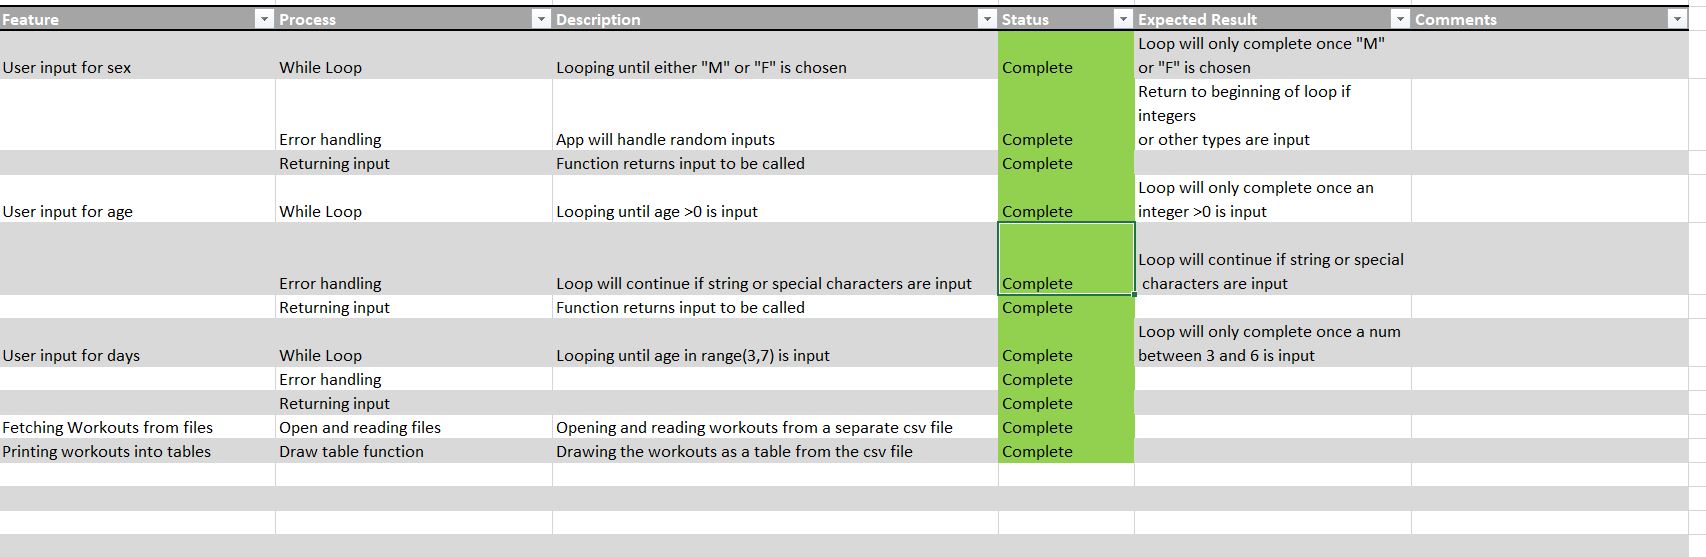 Feature Process Description Status Expected Result Comments
Loop will only complete once "M"
User input for sex While Loop Looping until either "M" or "F" is chosen Complete or "F" is chosen
Return to beginning of loop if
integers
Error handling App will handle random inputs Complete or other types are input
Returning input Function returns input to be called Complete
Loop will only complete once an
User input for age While Loop Looping until age >0 is input Complete integer >0 is input
Loop will continue if string or special
Error handling Loop will continue if string or special characters are input Complete characters are input
Returning input Function returns input to be called Complete
Loop will only complete once a num
User input for days While Loop Looping until age in range(3,7) is input Complete between 3 and 6 is input
Error handling Complete
Returning input Complete
Fetching Workouts from files Open and reading files Opening and reading workouts from a separate csv file Complete
Printing workouts into tables Draw table function Drawing the workouts as a table from the csv file Complete